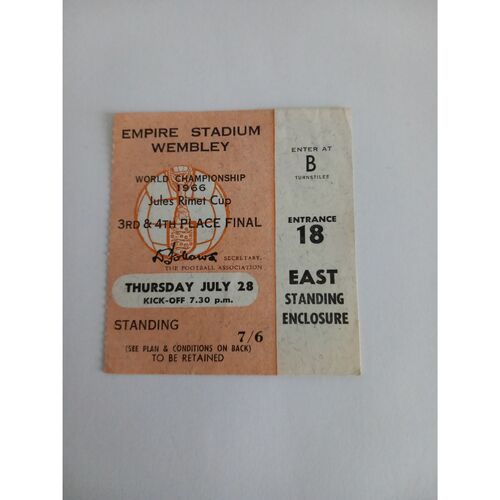 EMPIRE STADIUM
WEMBLEY
WORLD CHAMPIONSHIP
1966
Jules Rimet Cup
3RD & 4TH PLACE FINAL
D Follows SECRETARY,
THE FOOTBALL ASSOCIATION
THURSDAY JULY 28
KICK-OFF 7.30 p.m.
STANDING
7/6
(SEE PLAN & CONDITIONS ON BACK)
TO BE RETAINED
ENTER AT
B
TURNSTILES
ENTRANCE
18
EAST
STANDING
ENCLOSURE